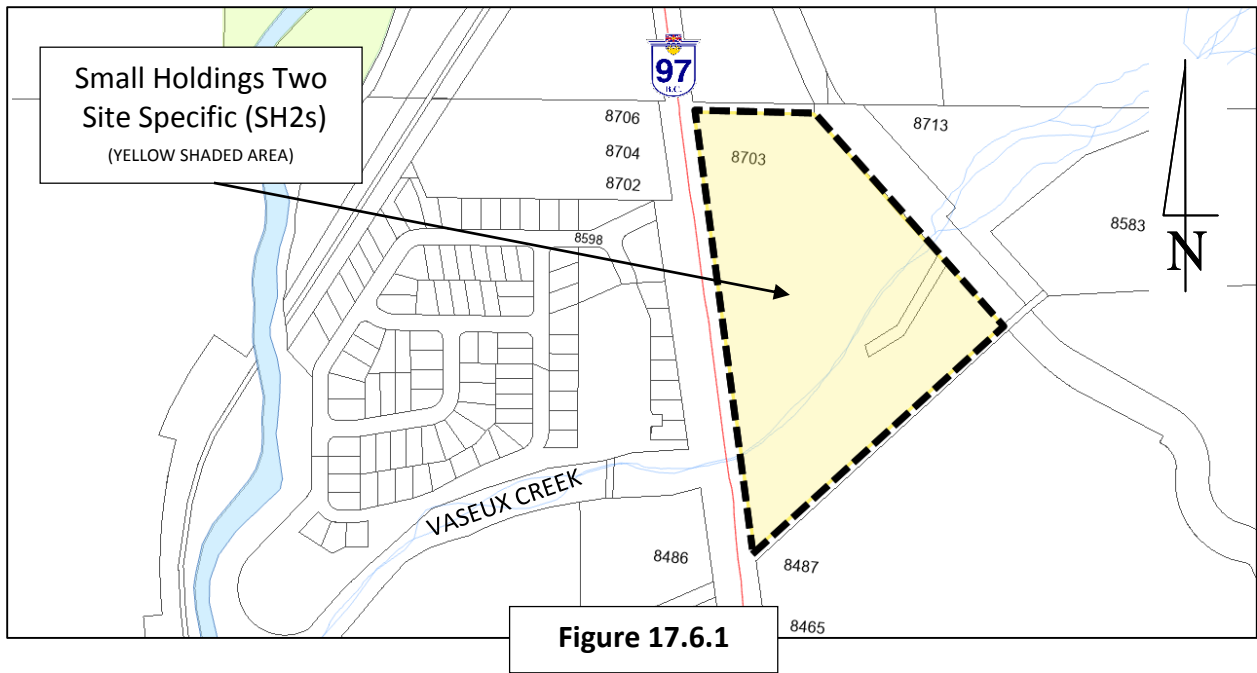 Small Holdings Two
Site Specific (SH2s)
(YELLOW SHADED AREA)
97
B.C.
8706
8704
8702
8703
8713
8583
N
8598
VASEUX CREEK
8486
8487
8465
Figure 17.6.1